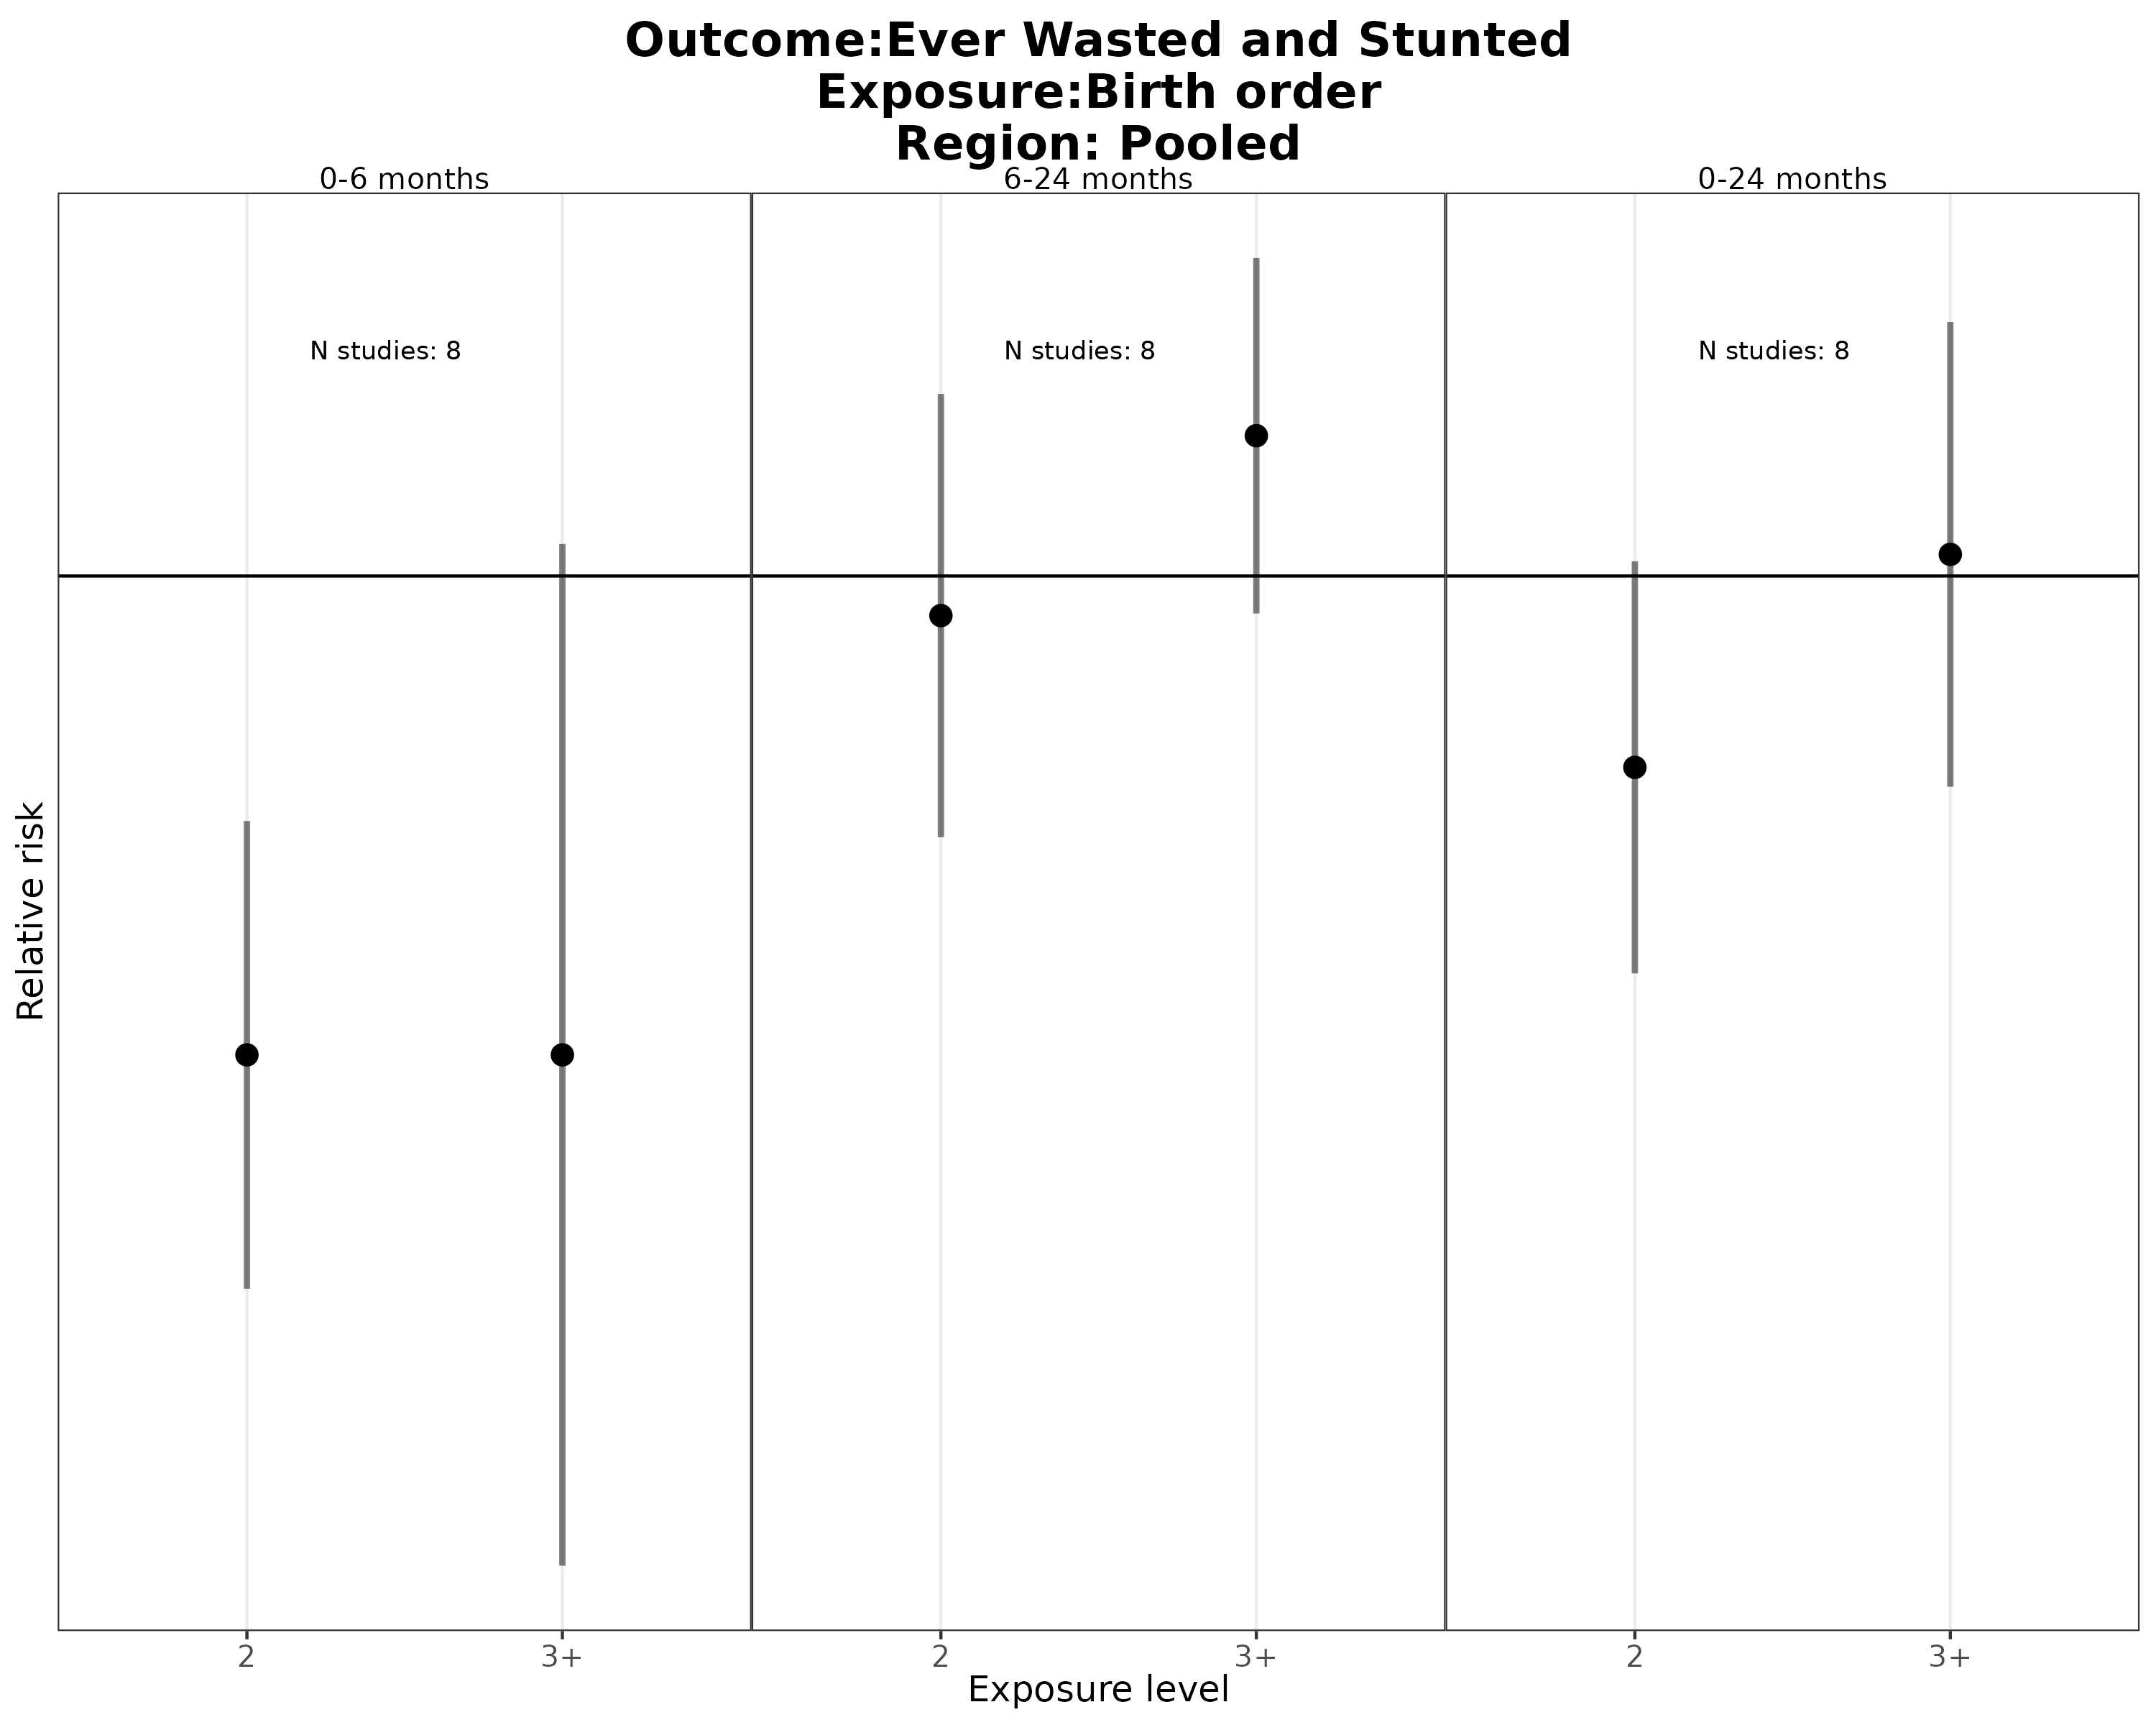 Outcome:Ever Wasted and Stunted
Exposure:Birth order
Region: Pooled
0-6 months
6-24 months
0-24 months
N studies: 8
N studies: 8
N studies: 8
Relative risk
2
3+
2
3+
2
3+
Exposure level